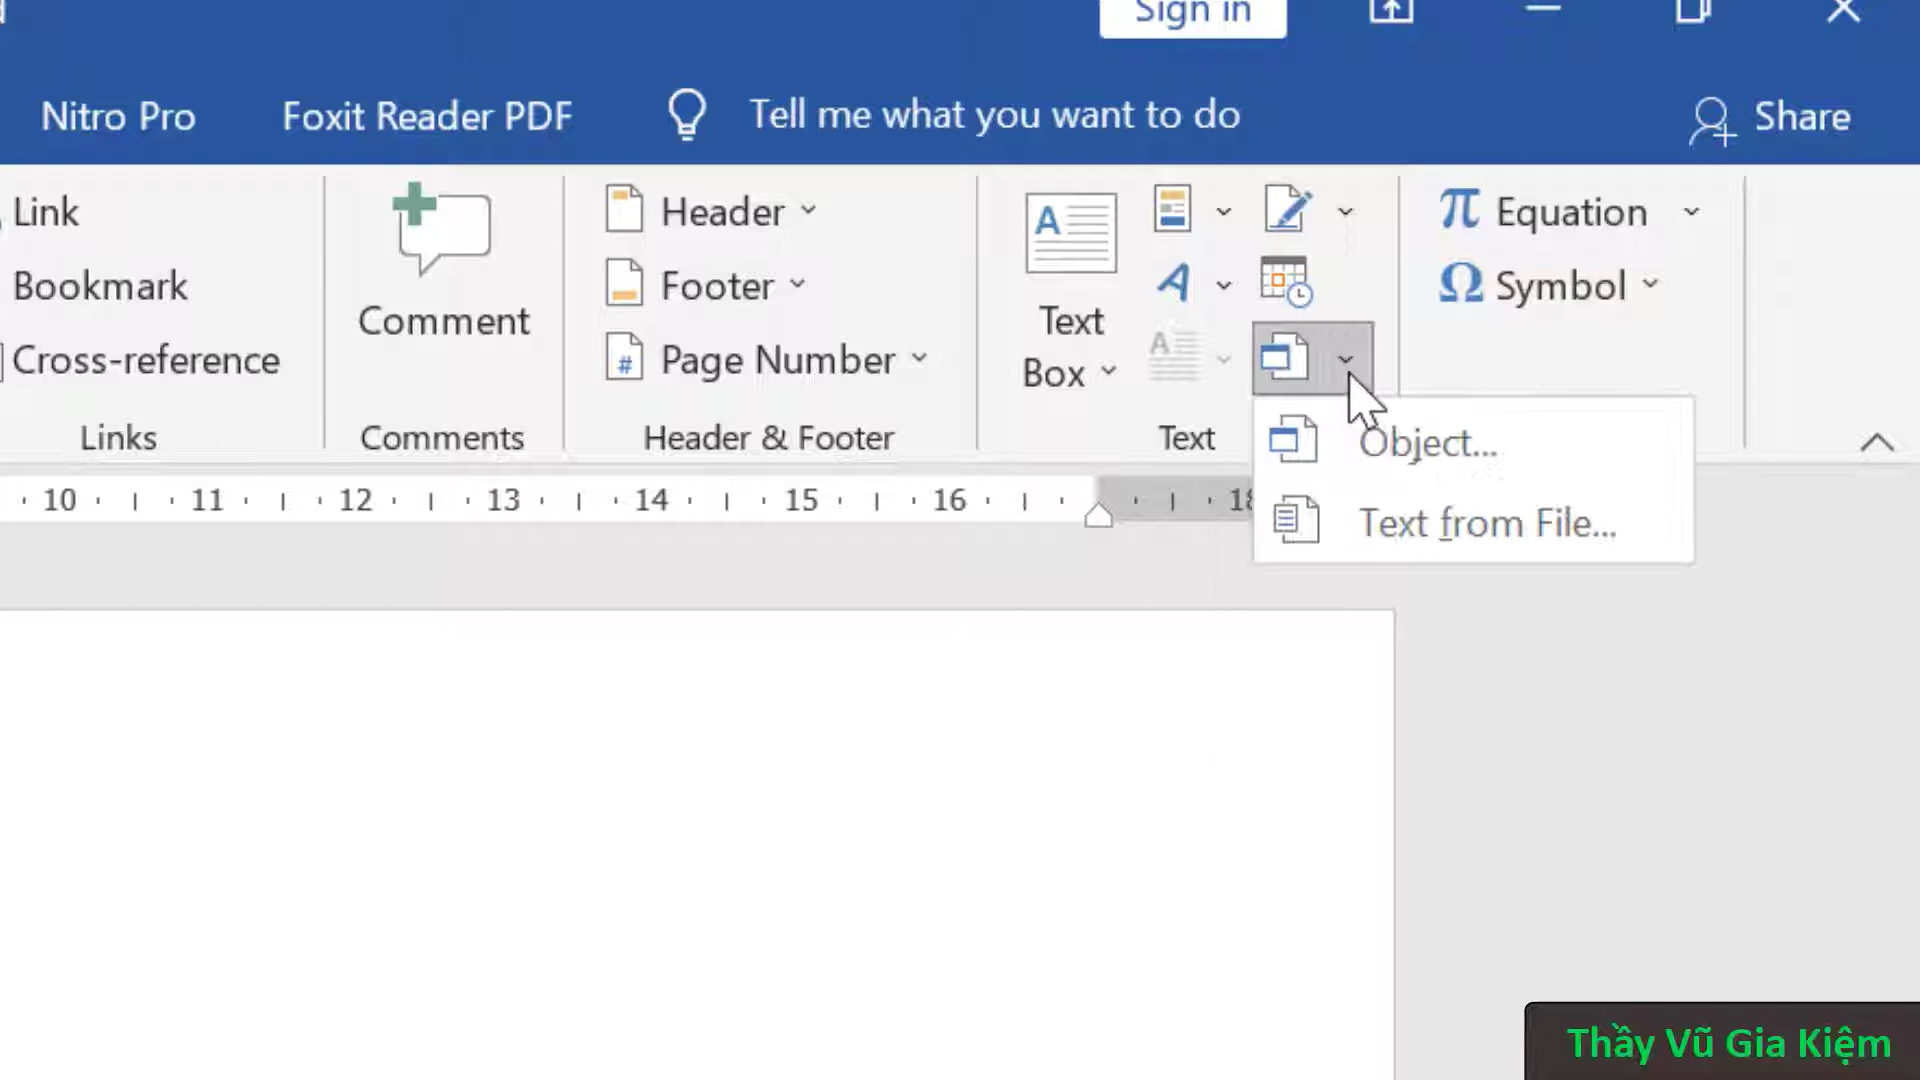 Sign in
Nitro Pro
Foxit Reader PDF
Tell me what you want to do
Share
Link
Bookmark
Cross-reference
Links
Comment
Comments
Header
Footer
Page Number
Header & Footer
Text
Box
Text
Equation
Symbol
Object...
Text from File...
10 11 12 13 14 15 16
Thầy Vũ Gia Kiệm